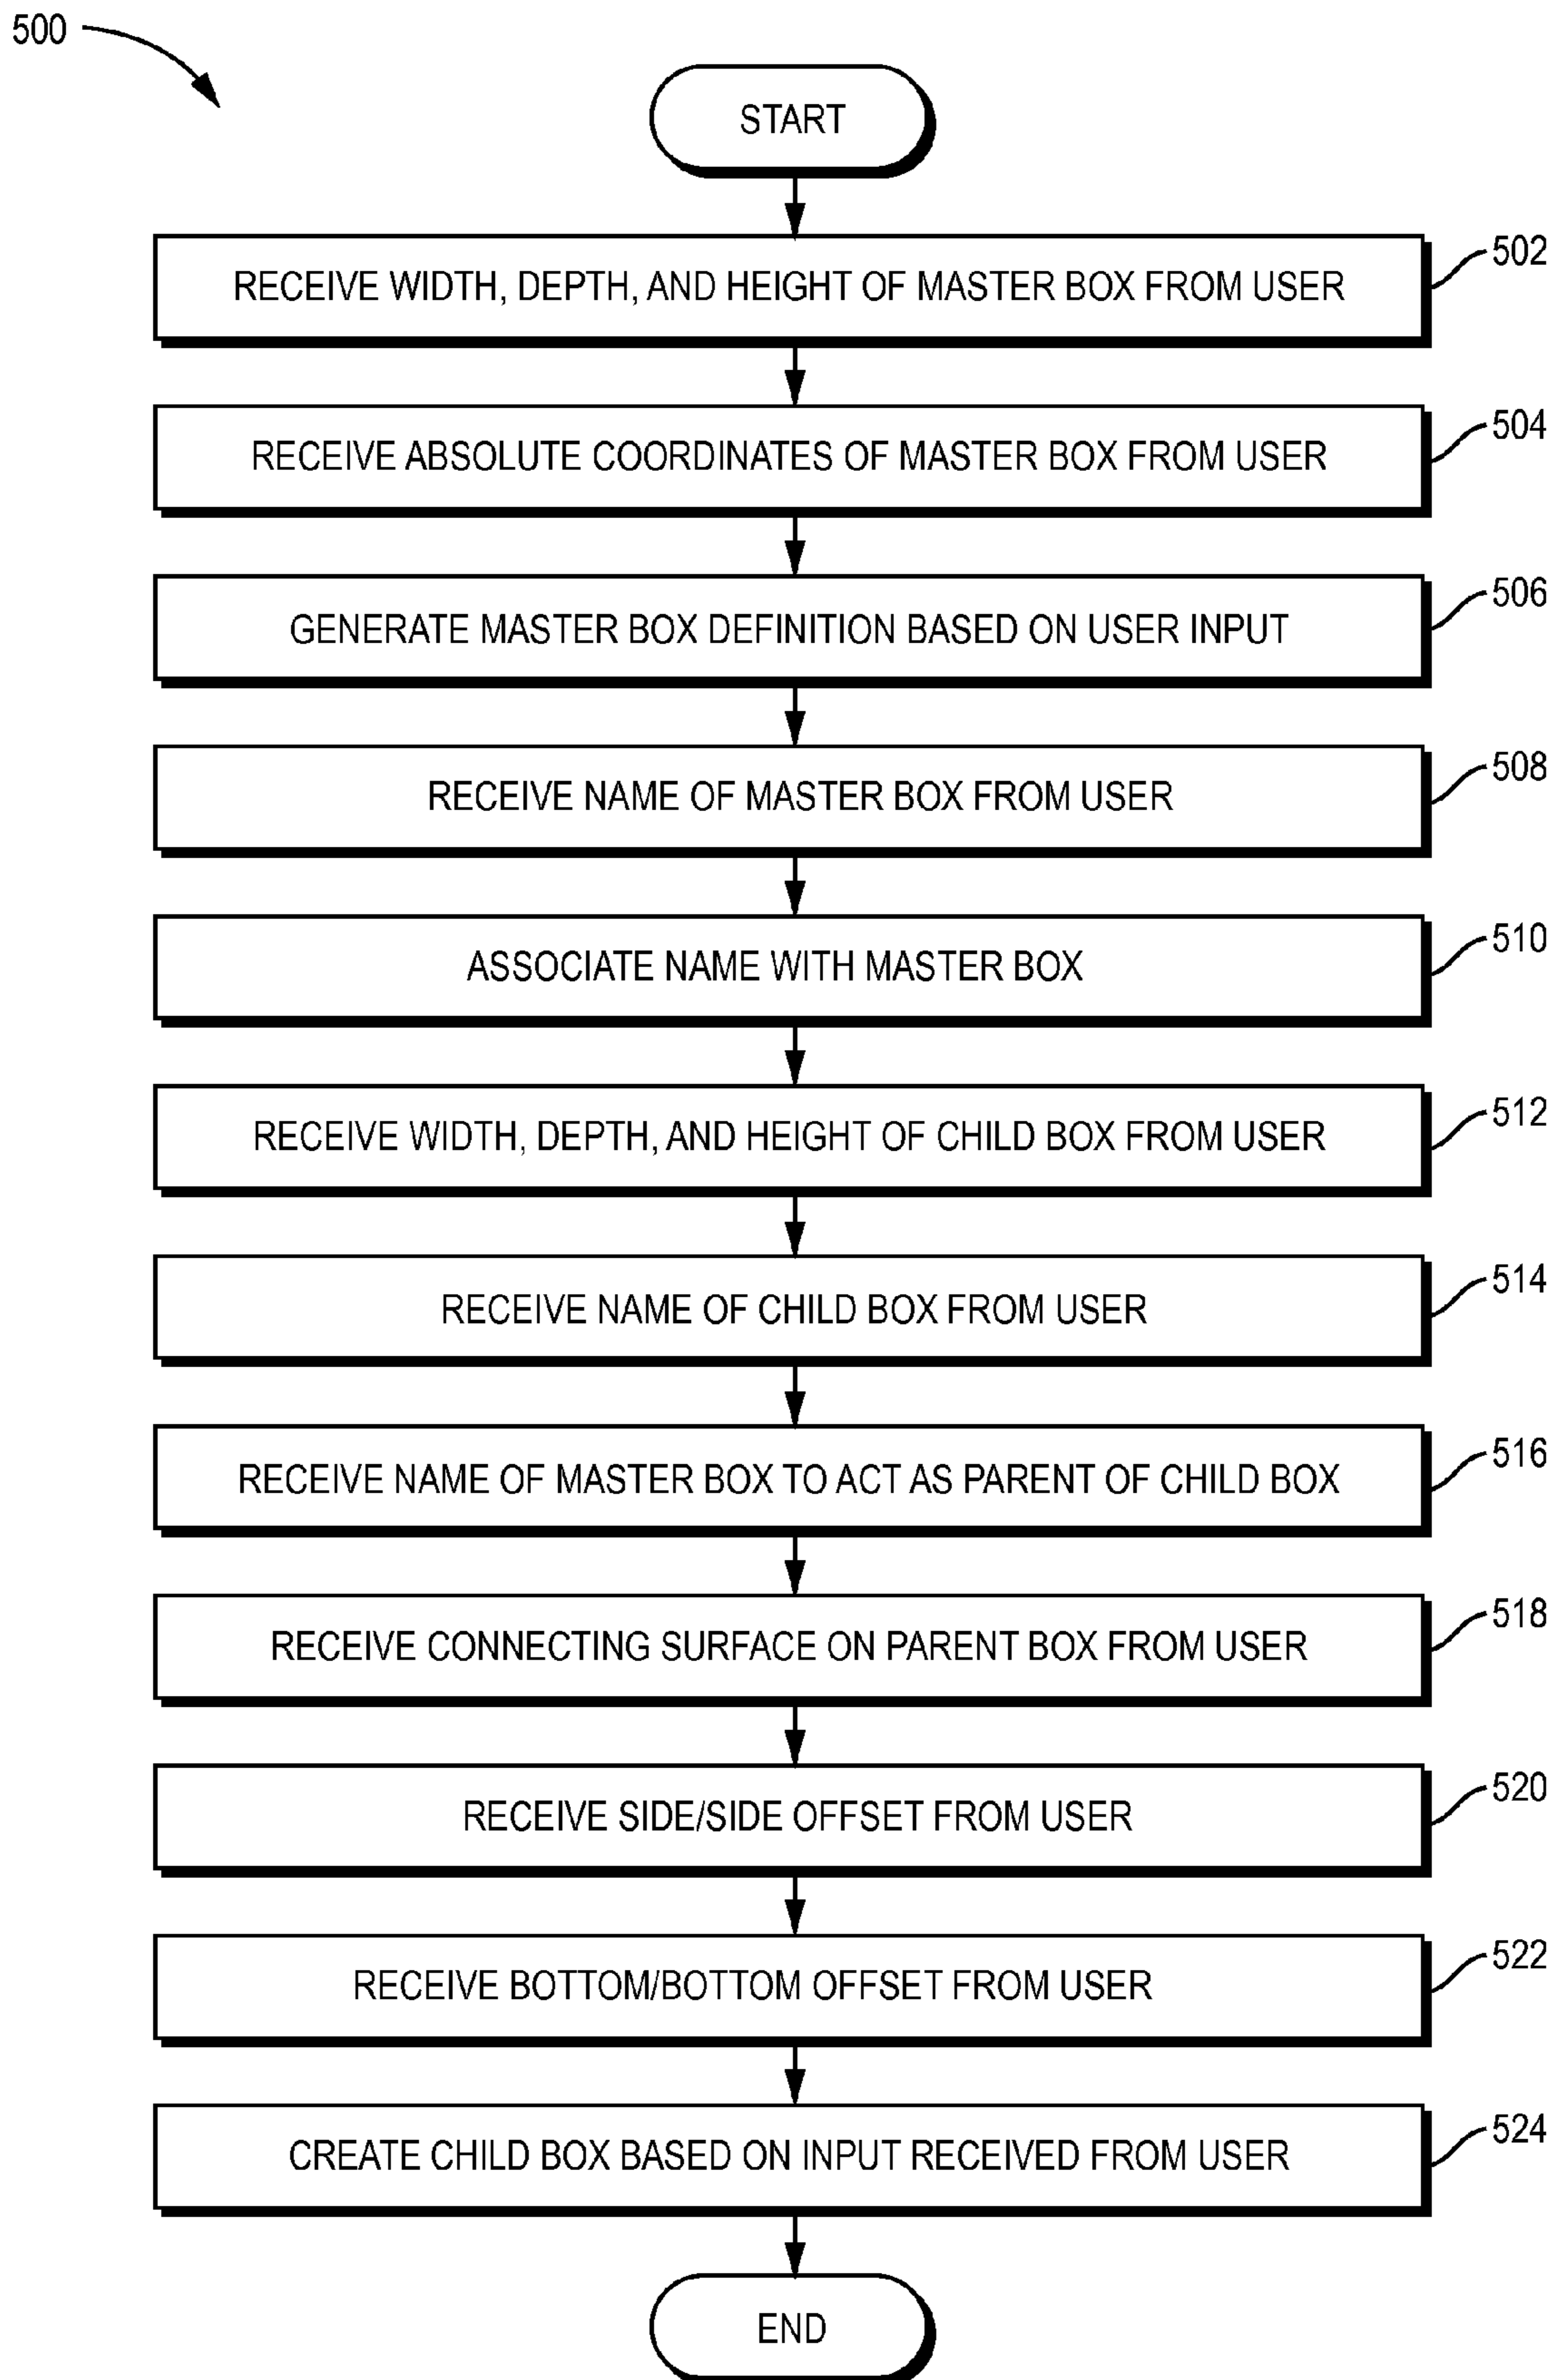 500
START
RECEIVE WIDTH, DEPTH, AND HEIGHT OF MASTER BOX FROM USER
502
RECEIVE ABSOLUTE COORDINATES OF MASTER BOX FROM USER
504
GENERATE MASTER BOX DEFINITION BASED ON USER INPUT
506
RECEIVE NAME OF MASTER BOX FROM USER
508
ASSOCIATE NAME WITH MASTER BOX
510
RECEIVE WIDTH, DEPTH, AND HEIGHT OF CHILD BOX FROM USER
512
RECEIVE NAME OF CHILD BOX FROM USER
514
RECEIVE NAME OF MASTER BOX TO ACT AS PARENT OF CHILD BOX
516
RECEIVE CONNECTING SURFACE ON PARENT BOX FROM USER
518
RECEIVE SIDE/SIDE OFFSET FROM USER
520
RECEIVE BOTTOM/BOTTOM OFFSET FROM USER
522
CREATE CHILD BOX BASED ON INPUT RECEIVED FROM USER
524
END